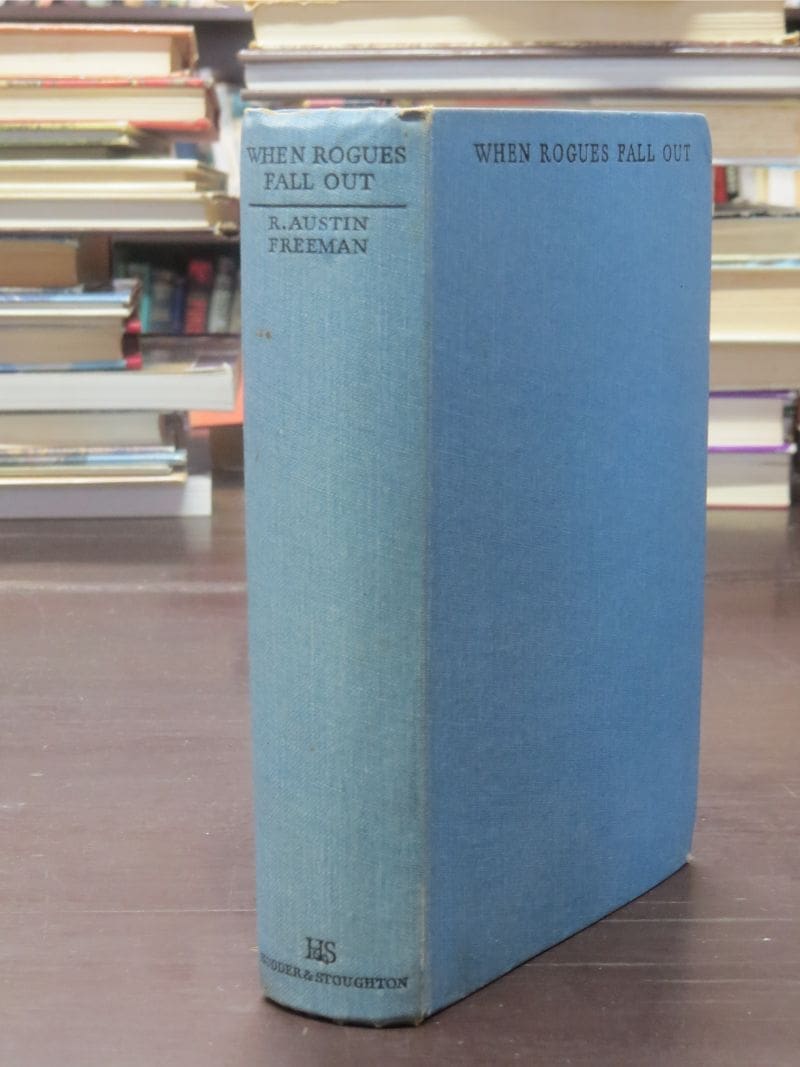 WHEN ROGUES
FALL OUT
R. AUSTIN
FREEMAN
HS
HODDER & STOUGHTON
WHEN ROGUES FALL OUT